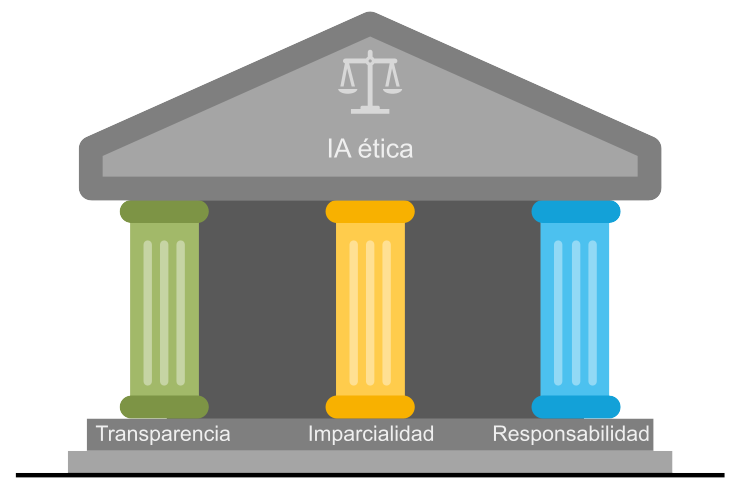 IA ética
Transparencia
Imparcialidad
Responsabilidad